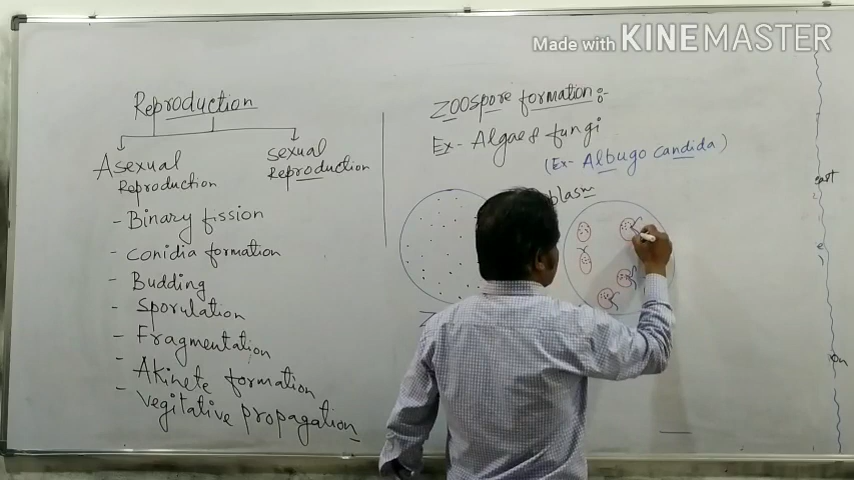 Made with KINEMASTER
Reproduction
Asexual Reproduction
sexual Reproduction
- Binary fission
- conidia formation
- Budding
- Sporulation
- Fragmentation
- Akinete formation
- Vegitative propagation
Zoospore formation :-
Ex- Algae & fungi
(Ex- Albugo candida)